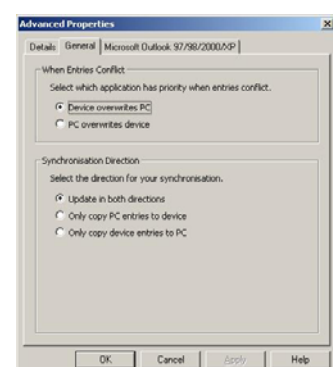 Advanced Properties
Details General Microsoft Outlook 97/98/2000/XP
When Entries Conflict
Select which application has priority when entries conflict.
Device overwrites PC
PC overwrites device
Synchronisation Direction
Select the direction for your synchronisation.
Update in both directions
Only copy PC entries to device
Only copy device entries to PC
OK Cancel Apply Help